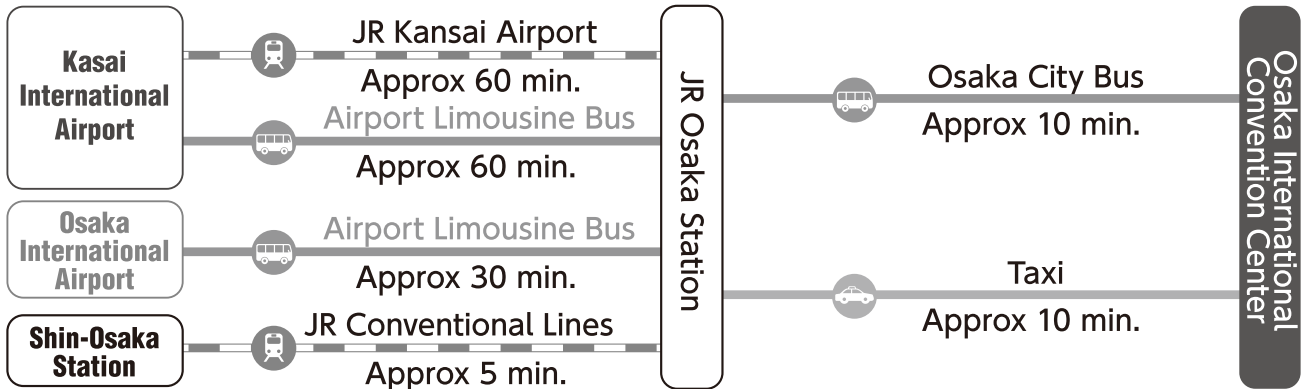 Kasai
International
Airport
JR Kansai Airport
Approx 60 min.
Airport Limousine Bus
Approx 60 min.
Osaka
International
Airport
Airport Limousine Bus
Approx 30 min.
Shin-Osaka
Station
JR Conventional Lines
Approx 5 min.
JR Osaka Station
Osaka City Bus
Approx 10 min.
Taxi
Approx 10 min.
Osaka International
Convention Center